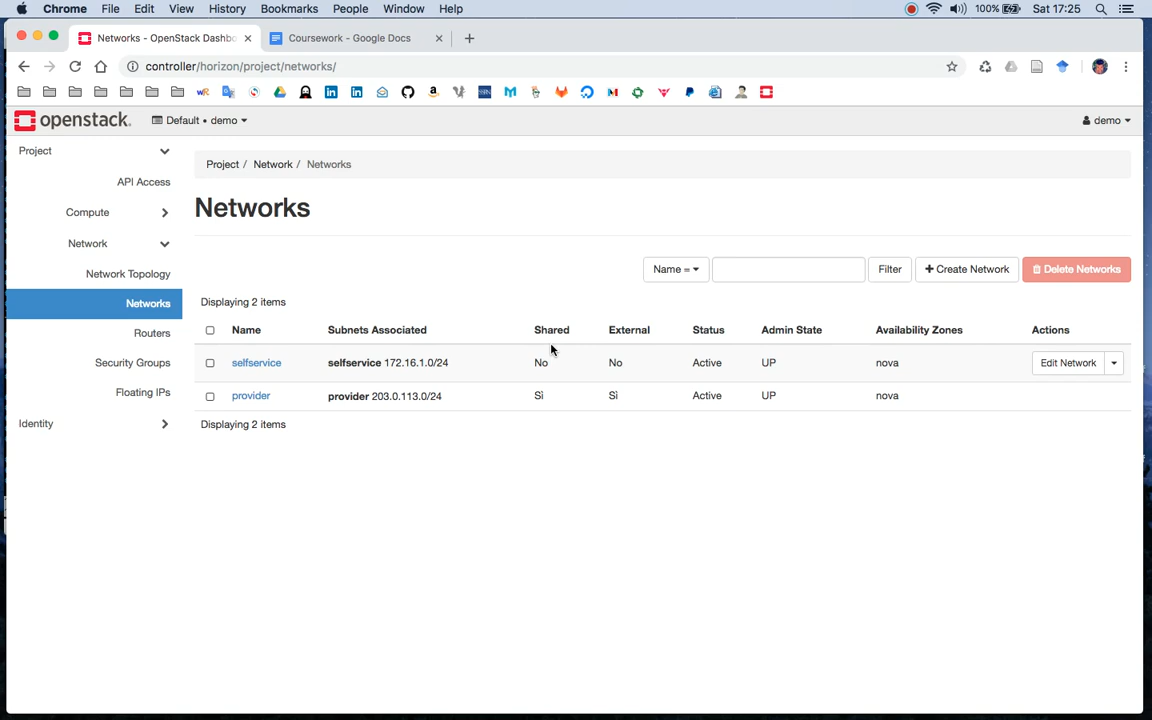 Chrome File Edit View History Bookmarks People Window Help 100% Sat 17:25
Networks - OpenStack Dashbo Coursework - Google Docs
controller/horizon/project/networks/
openstack. Default • demo demo
Project
API Access
Compute
Network
Network Topology
Networks
Routers
Security Groups
Floating IPs
Identity
Project / Network / Networks
Networks
Name = Filter Create Network Delete Networks
Displaying 2 items
Name Subnets Associated Shared External Status Admin State Availability Zones Actions
selfservice selfservice 172.16.1.0/24 No No Active UP nova Edit Network
provider provider 203.0.113.0/24 Sì Sì Active UP nova
Displaying 2 items